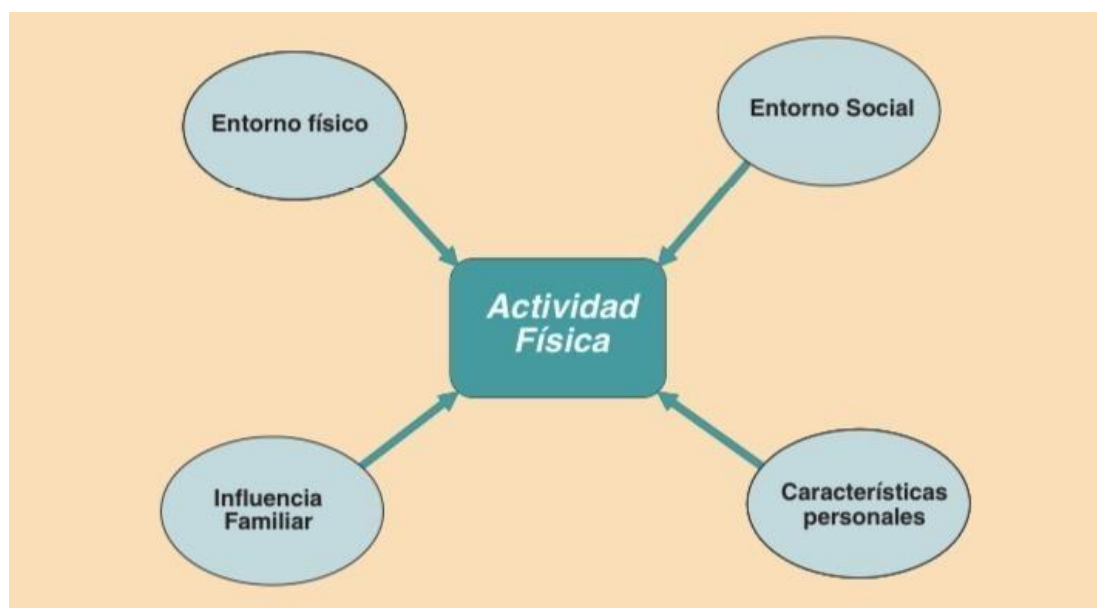 Entorno físico
Entorno Social
Actividad
Física
Influencia
Familiar
Características
personales